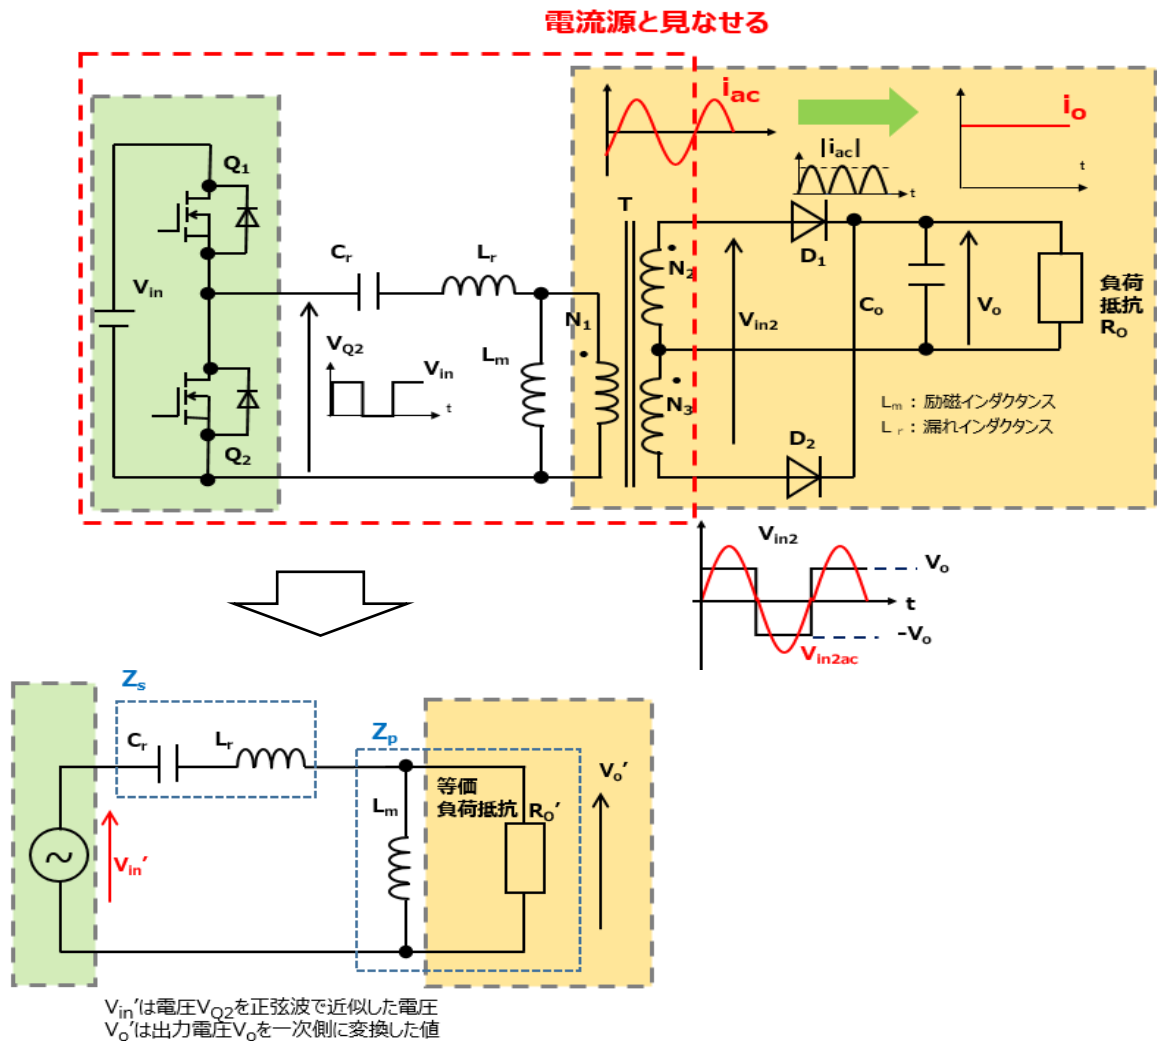 電流源と見なせる
iac
io
|iac|
t
t
Q1
T
D1
Vin
Cr
Lr
N1
N2
Vin2
Co
Vo
負荷
抵抗
RO
VQ2
Vin
t
Lm
N3
Lm : 励磁インダクタンス
Lr : 漏れインダクタンス
Q2
D2
Vin2
Vo
t
-Vo
Vin2ac
Zs
Cr
Lr
Zp
等価
負荷抵抗
RO'
Vo'
Lm
Vin'
~
Vin'は電圧VQ2を正弦波で近似した電圧
VO'は出力電圧VOを一次側に変換した値